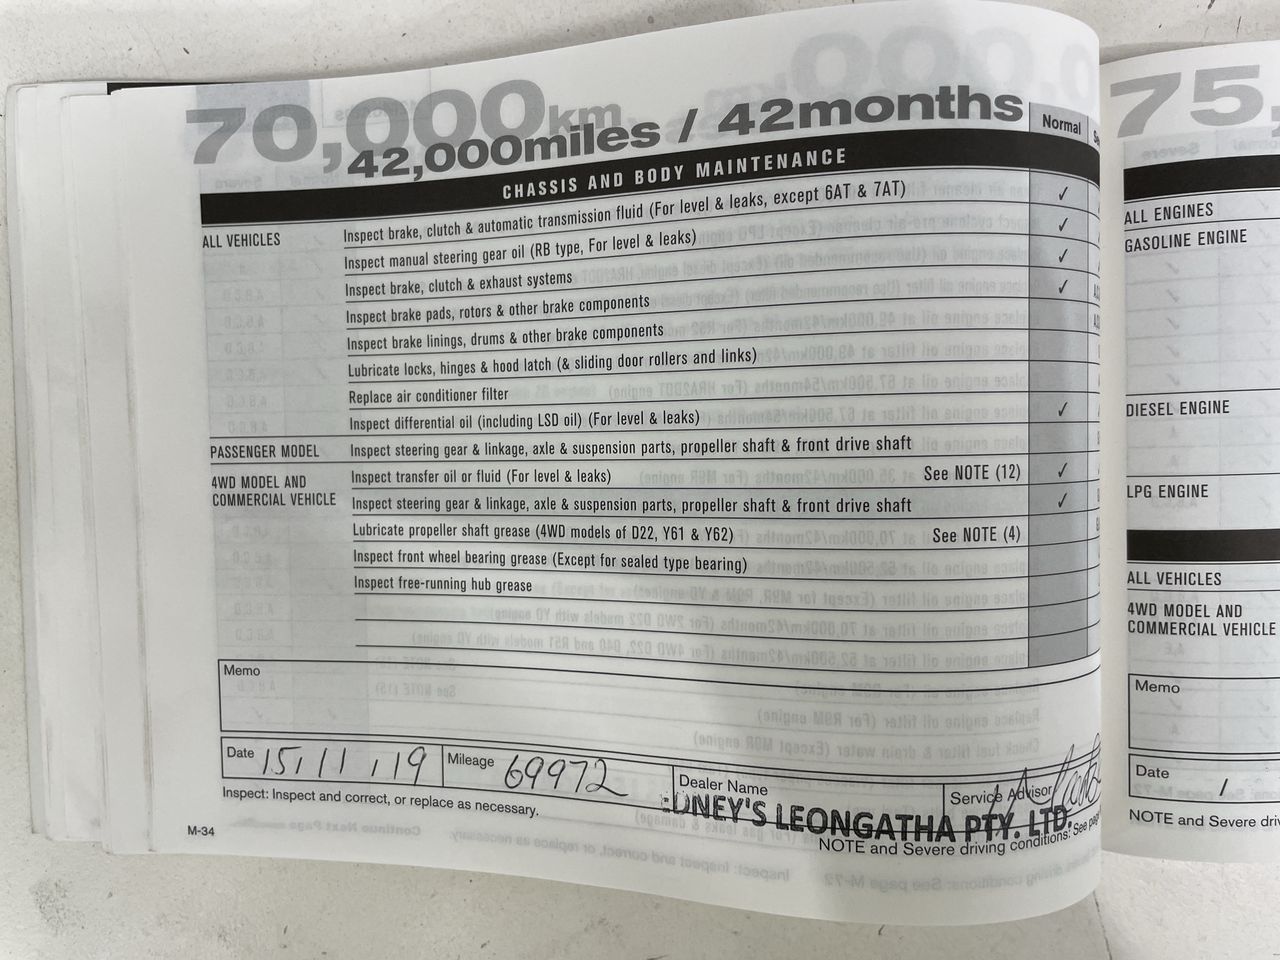 70,000km
42,000miles / 42months
Normal
CHASSIS AND BODY MAINTENANCE
ALL VEHICLES
Inspect brake, clutch & automatic transmission fluid (For level & leaks, except 6AT & 7AT) ✓
Inspect manual steering gear oil (RB type, For level & leaks) ✓
Inspect brake, clutch & exhaust systems ✓
Inspect brake pads, rotors & other brake components ✓
Inspect brake linings, drums & other brake components
Lubricate locks, hinges & hood latch (& sliding door rollers and links)
Replace air conditioner filter
Inspect differential oil (including LSD oil) (For level & leaks) ✓
PASSENGER MODEL Inspect steering gear & linkage, axle & suspension parts, propeller shaft & front drive shaft
4WD MODEL AND
COMMERCIAL VEHICLE
Inspect transfer oil or fluid (For level & leaks) See NOTE (12) ✓
Inspect steering gear & linkage, axle & suspension parts, propeller shaft & front drive shaft ✓
Lubricate propeller shaft grease (4WD models of D22, Y61 & Y62) See NOTE (4)
Inspect front wheel bearing grease (Except for sealed type bearing)
Inspect free-running hub grease
Memo
Date 15/11/19 Mileage 69972 Dealer Name Service Advisor
EDNEY'S LEONGATHA PTY. LTD.
Inspect: Inspect and correct, or replace as necessary.
NOTE and Severe driving conditions: See
M-34
75,
ALL ENGINES
GASOLINE ENGINE
DIESEL ENGINE
LPG ENGINE
ALL VEHICLES
4WD MODEL AND
COMMERCIAL VEHICLE
Memo
Date /
NOTE and Severe